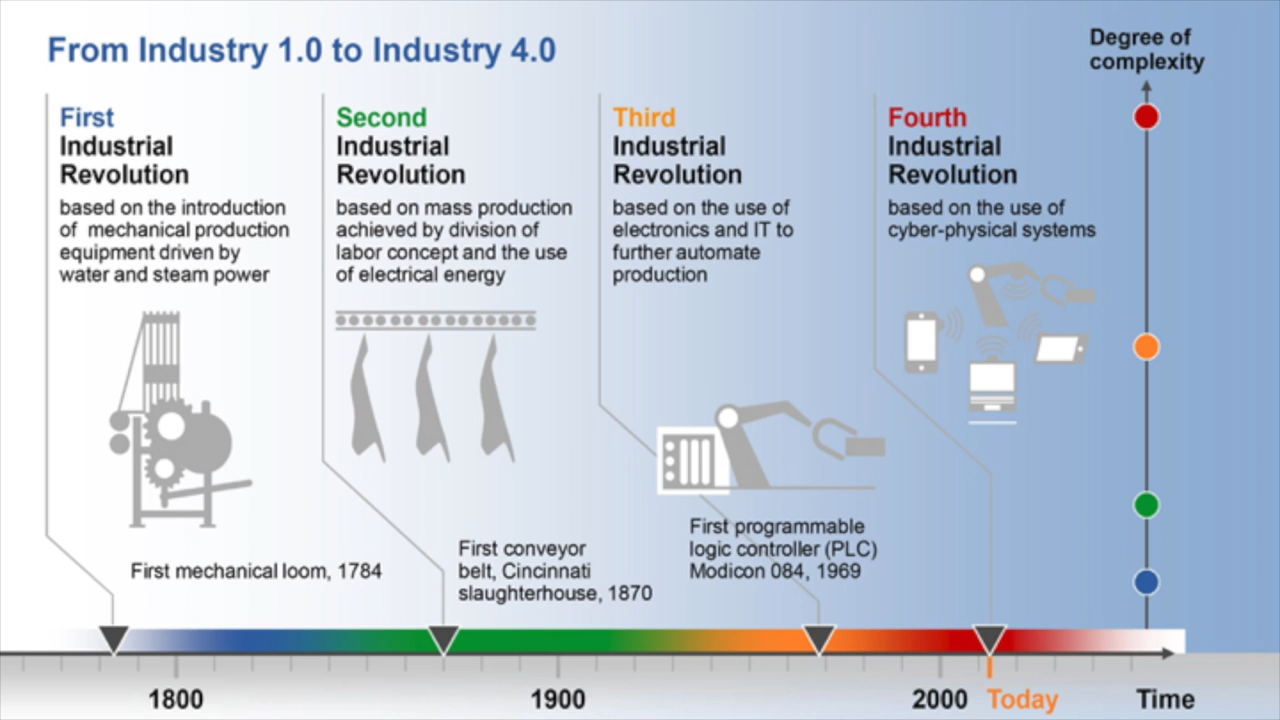 From Industry 1.0 to Industry 4.0
Degree of
complexity
First
Industrial
Revolution
based on the introduction
of mechanical production
equipment driven by
water and steam power
First mechanical loom, 1784
Second
Industrial
Revolution
based on mass production
achieved by division of
labor concept and the use
of electrical energy
First conveyor
belt, Cincinnati
slaughterhouse, 1870
Third
Industrial
Revolution
based on the use of
electronics and IT to
further automate
production
First programmable
logic controller (PLC)
Modicon 084, 1969
Fourth
Industrial
Revolution
based on the use of
cyber-physical systems
1800
1900
2000
Today
Time